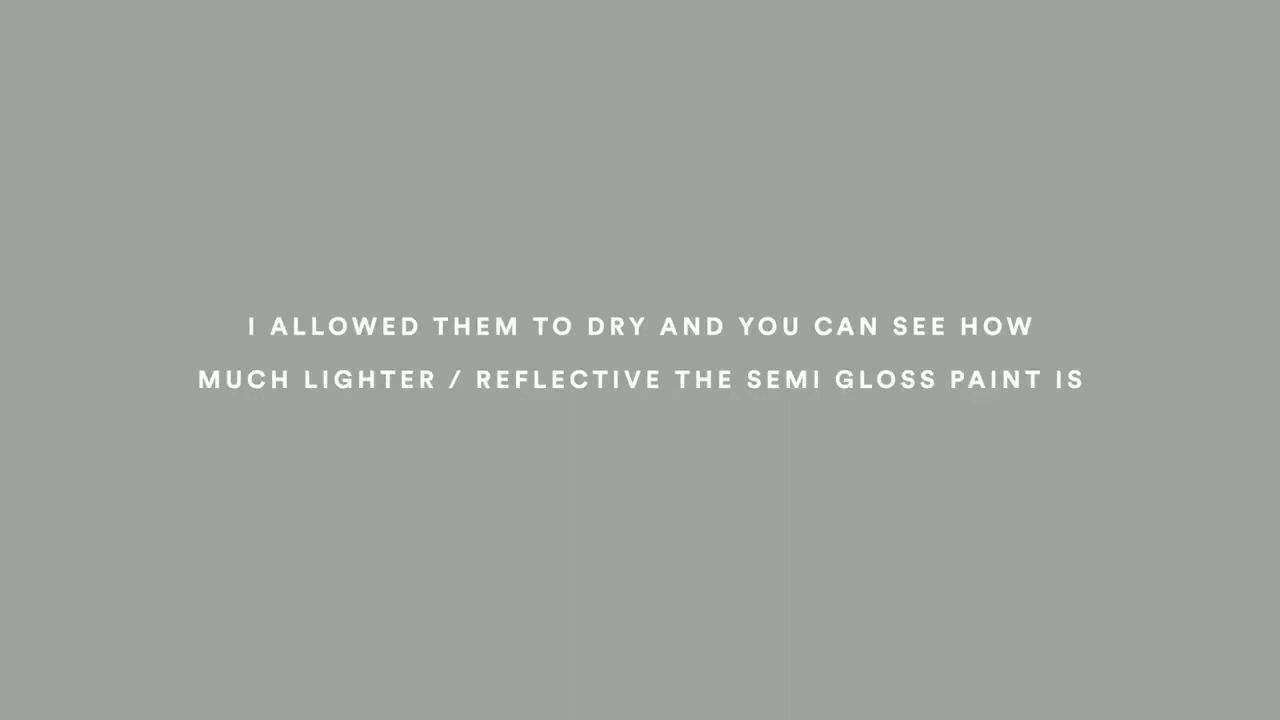 I ALLOWED THEM TO DRY AND YOU CAN SEE HOW
MUCH LIGHTER / REFLECTIVE THE SEMI GLOSS PAINT IS